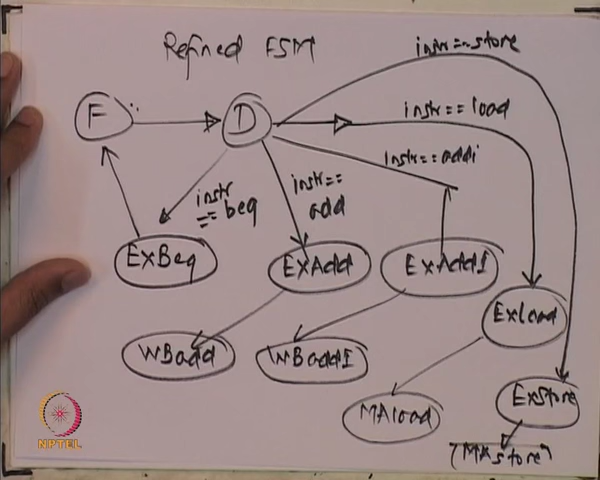 Refined FSM
instr == store
F
D
instr == load
instr == addi
instr
== beq
instr ==
add
ExBeq
ExAdd
ExAddI
Exload
WBadd
WBaddI
MAload
ExStore
MAstore
NPTEL